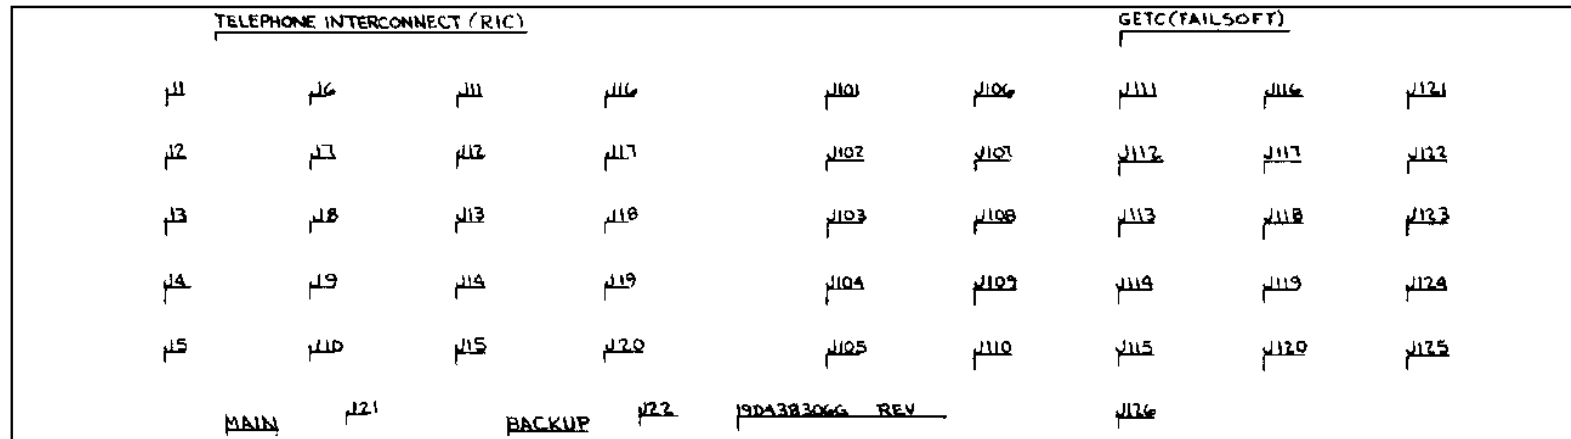 TELEPHONE INTERCONNECT (RIC) GETC(FAILSOFT)
J1 J6 J11 J16 J101 J106 J111 J116 J121
J2 J7 J12 J17 J102 J107 J112 J117 J122
J3 J8 J13 J18 J103 J108 J113 J118 J123
J4 J9 J14 J19 J104 J109 J114 J119 J124
J5 J10 J15 J20 J105 J110 J115 J120 J125
MAIN J21 BACKUP J22 19D438306G REV J126